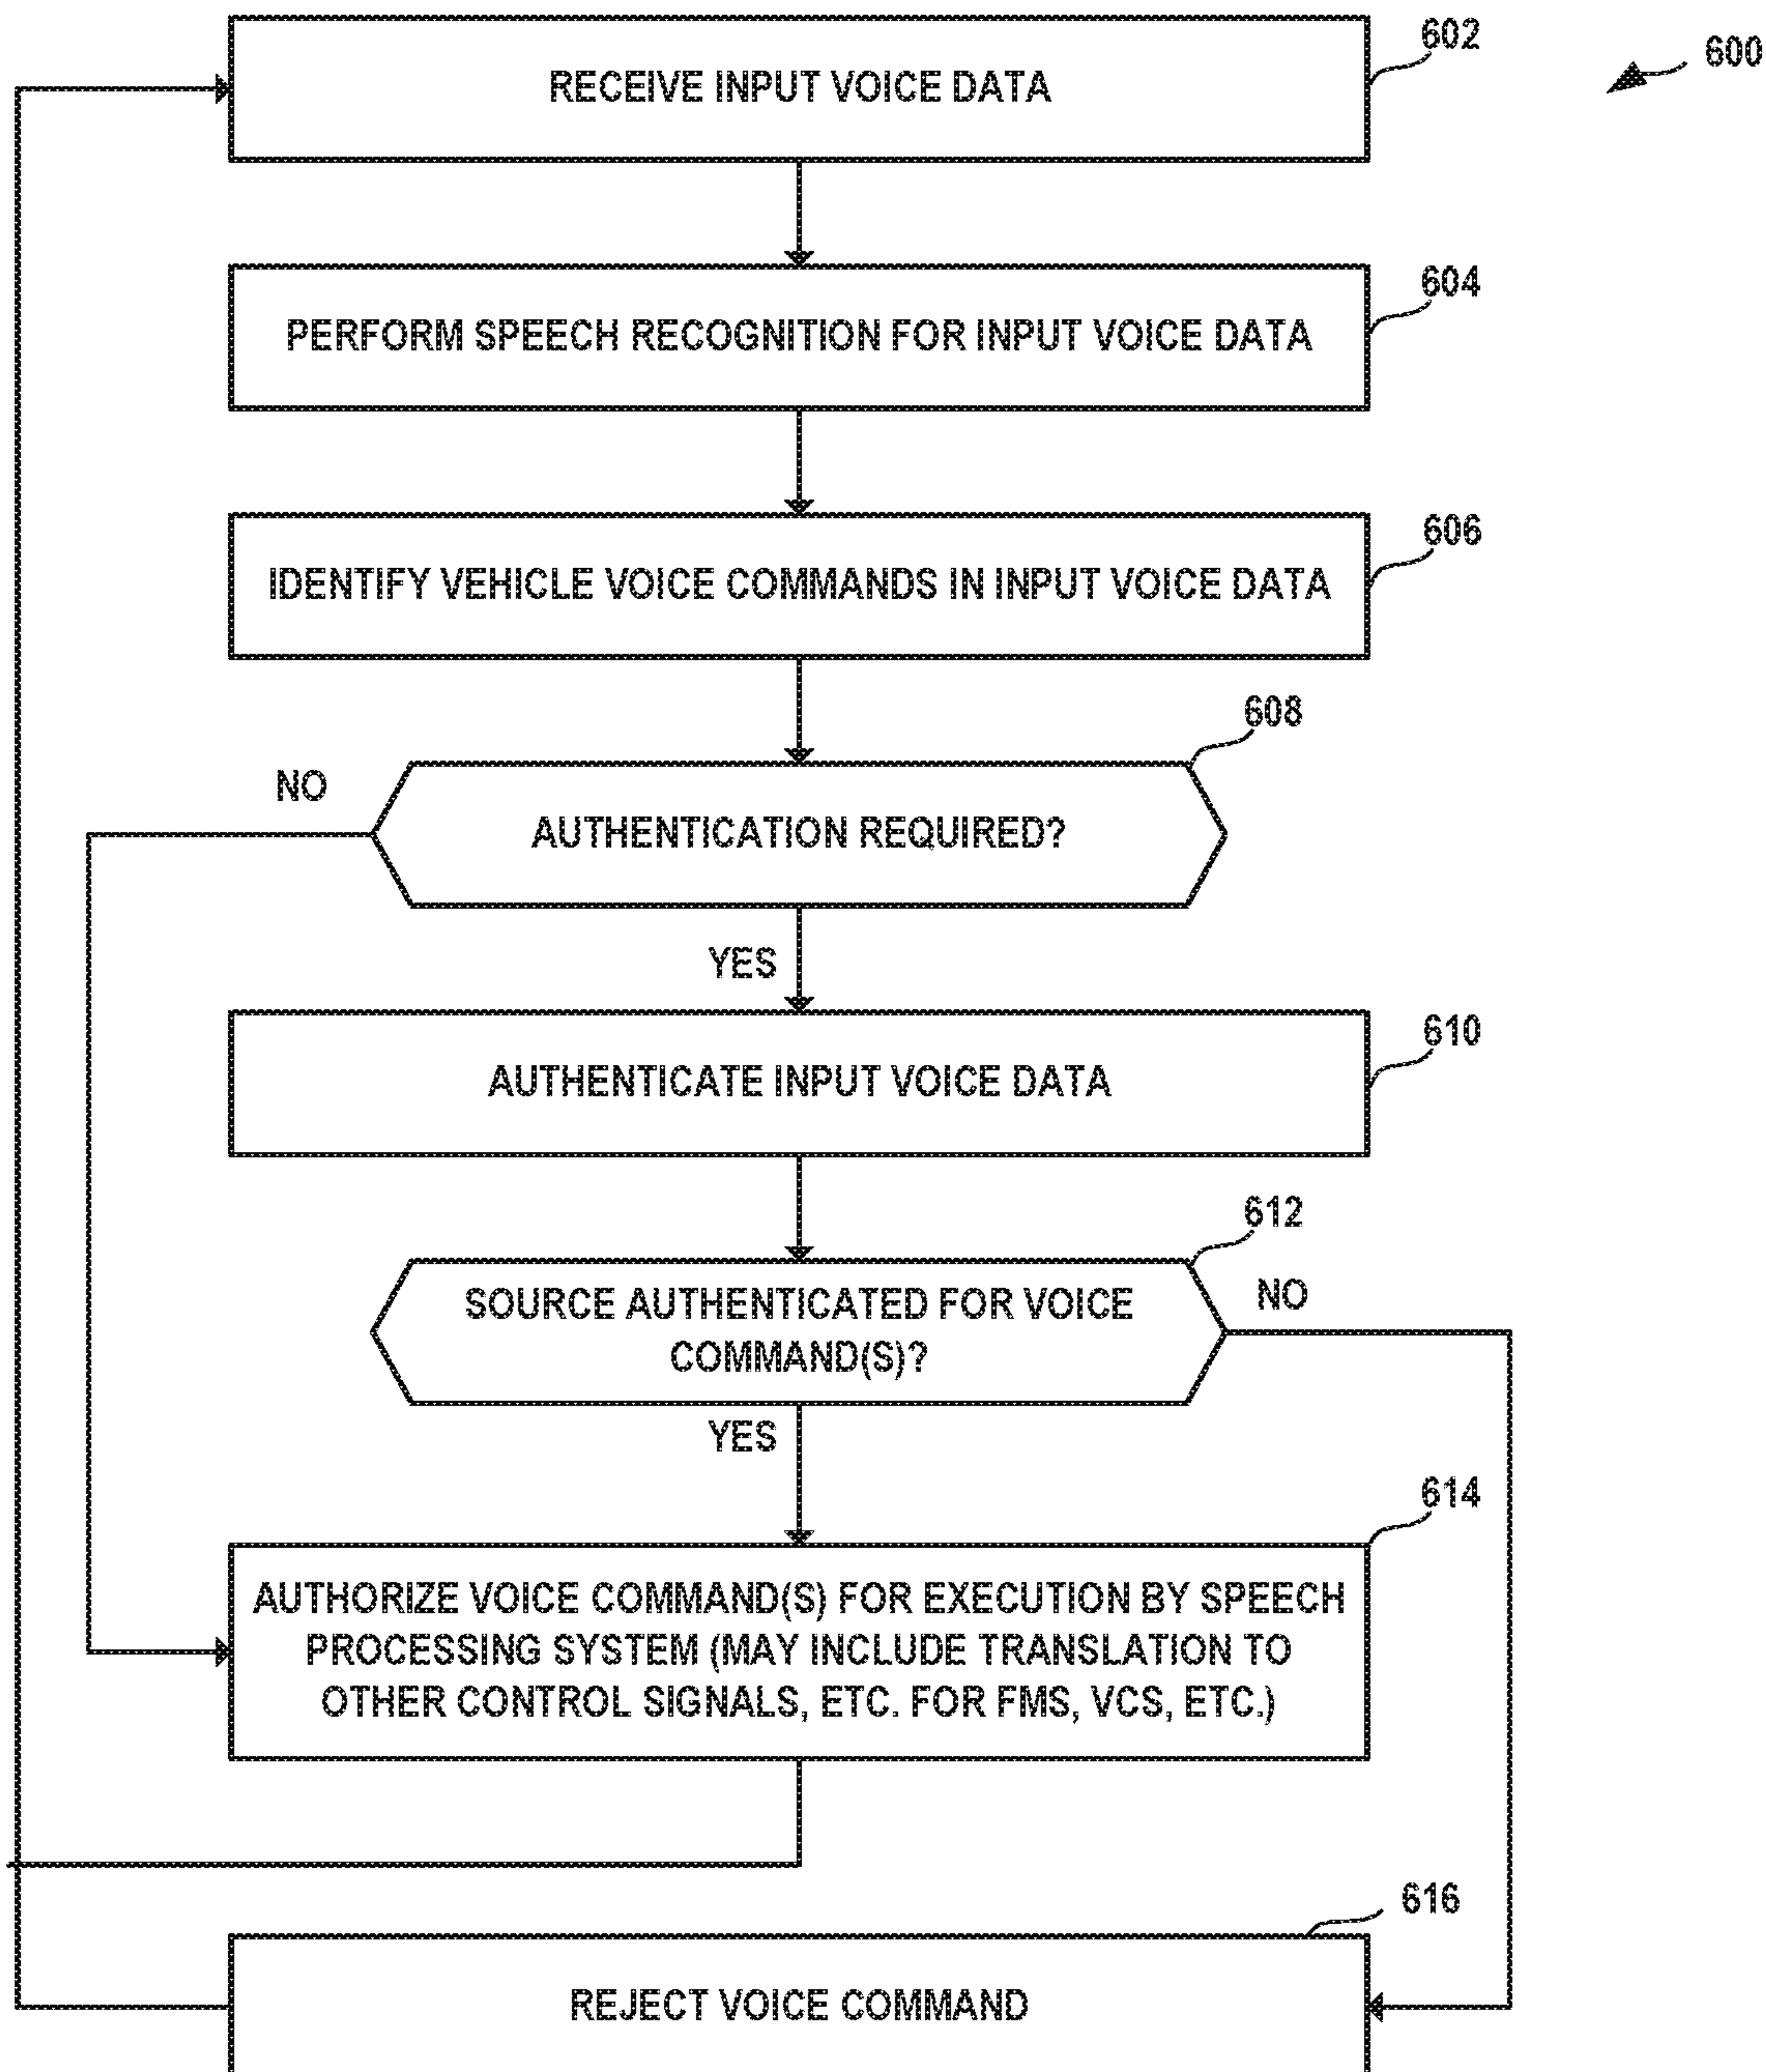 602
600
RECEIVE INPUT VOICE DATA
604
PERFORM SPEECH RECOGNITION FOR INPUT VOICE DATA
606
IDENTIFY VEHICLE VOICE COMMANDS IN INPUT VOICE DATA
608
NO
AUTHENTICATION REQUIRED?
YES
610
AUTHENTICATE INPUT VOICE DATA
612
SOURCE AUTHENTICATED FOR VOICE
COMMAND(S)?
NO
YES
614
AUTHORIZE VOICE COMMAND(S) FOR EXECUTION BY SPEECH
PROCESSING SYSTEM (MAY INCLUDE TRANSLATION TO
OTHER CONTROL SIGNALS, ETC. FOR FMS, VCS, ETC.)
616
REJECT VOICE COMMAND